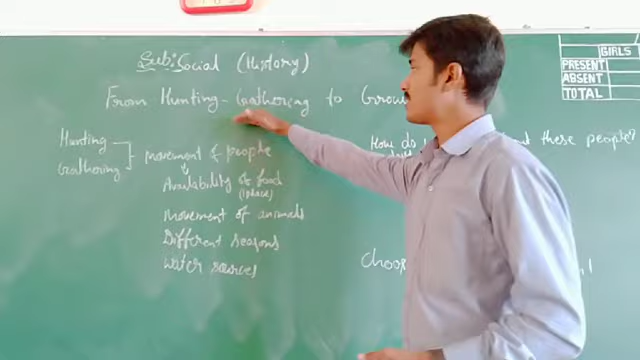 Sub:- Social (History)
From Hunting - Gathering to Grow
Hunting
Gathering
movement of people
Availability of food
(1place)
movement of animals
Different seasons
water sources
How do
these people?
choo
GIRLS
PRESENT
ABSENT
TOTAL